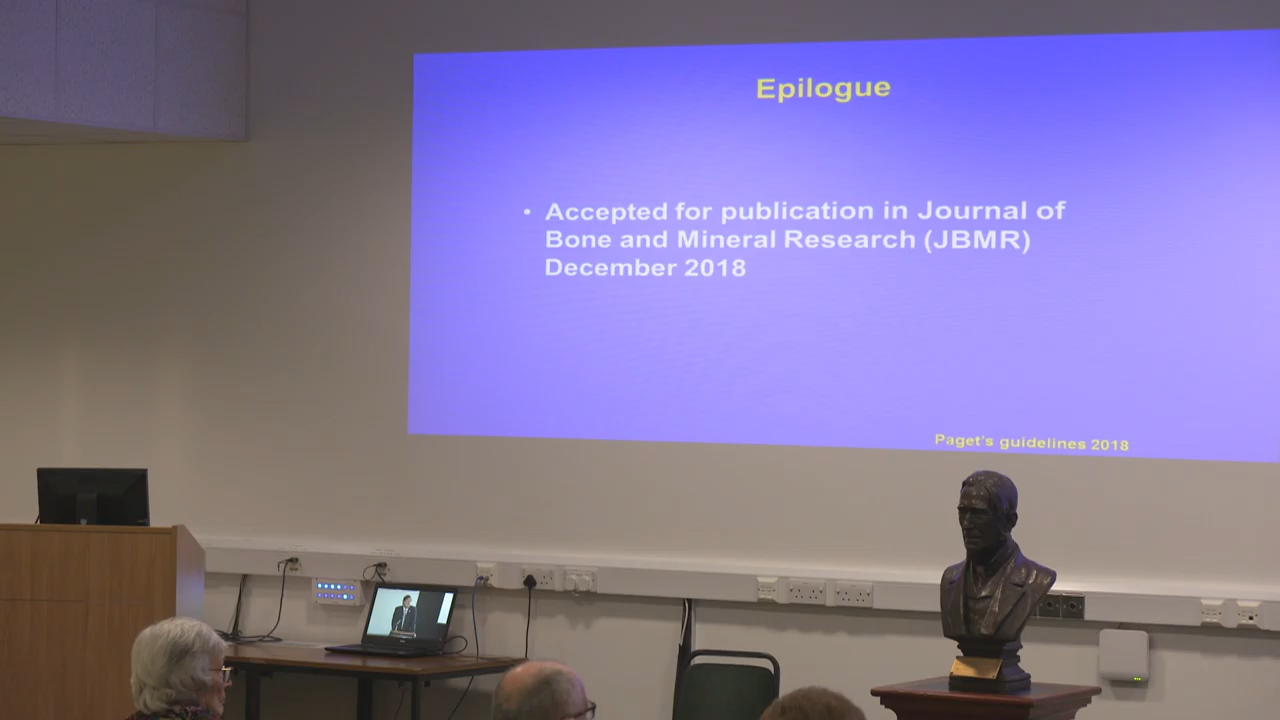 Epilogue
• Accepted for publication in Journal of
Bone and Mineral Research (JBMR)
December 2018
Paget's guidelines 2018